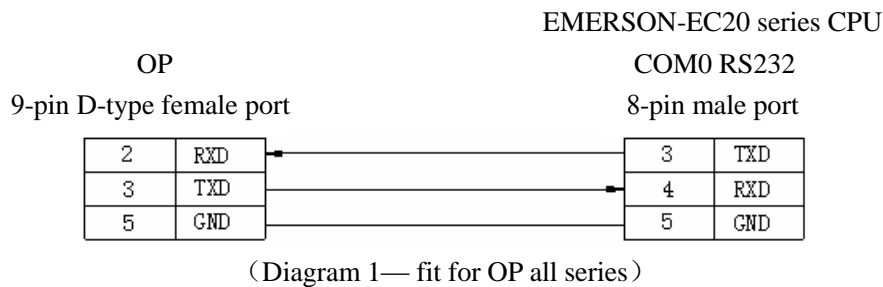 EMERSON-EC20 series CPU
OP COM0 RS232
9-pin D-type female port 8-pin male port
2 RXD 3 TXD
3 TXD 4 RXD
5 GND 5 GND
（Diagram 1— fit for OP all series）